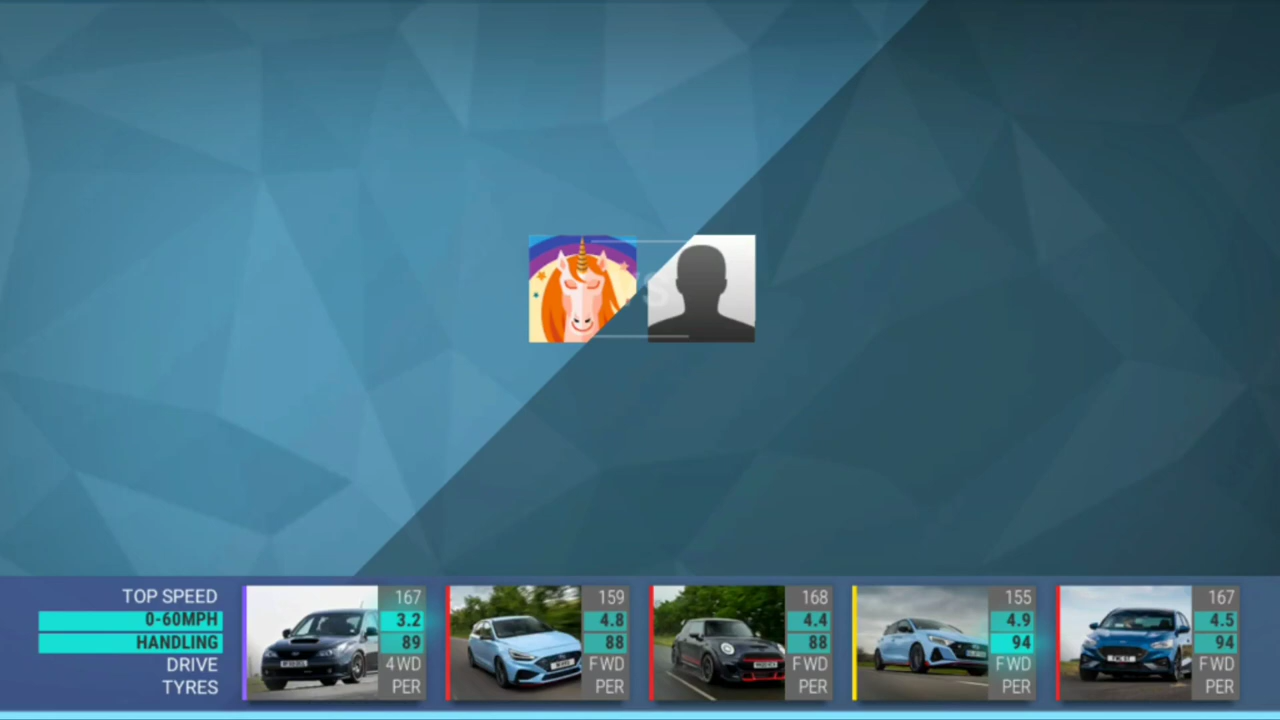 VS
TOP SPEED
0-60MPH
HANDLING
DRIVE
TYRES
167
3.2
89
4WD
PER
159
4.8
88
FWD
PER
168
4.4
88
FWD
PER
155
4.9
94
FWD
PER
167
4.5
94
FWD
PER